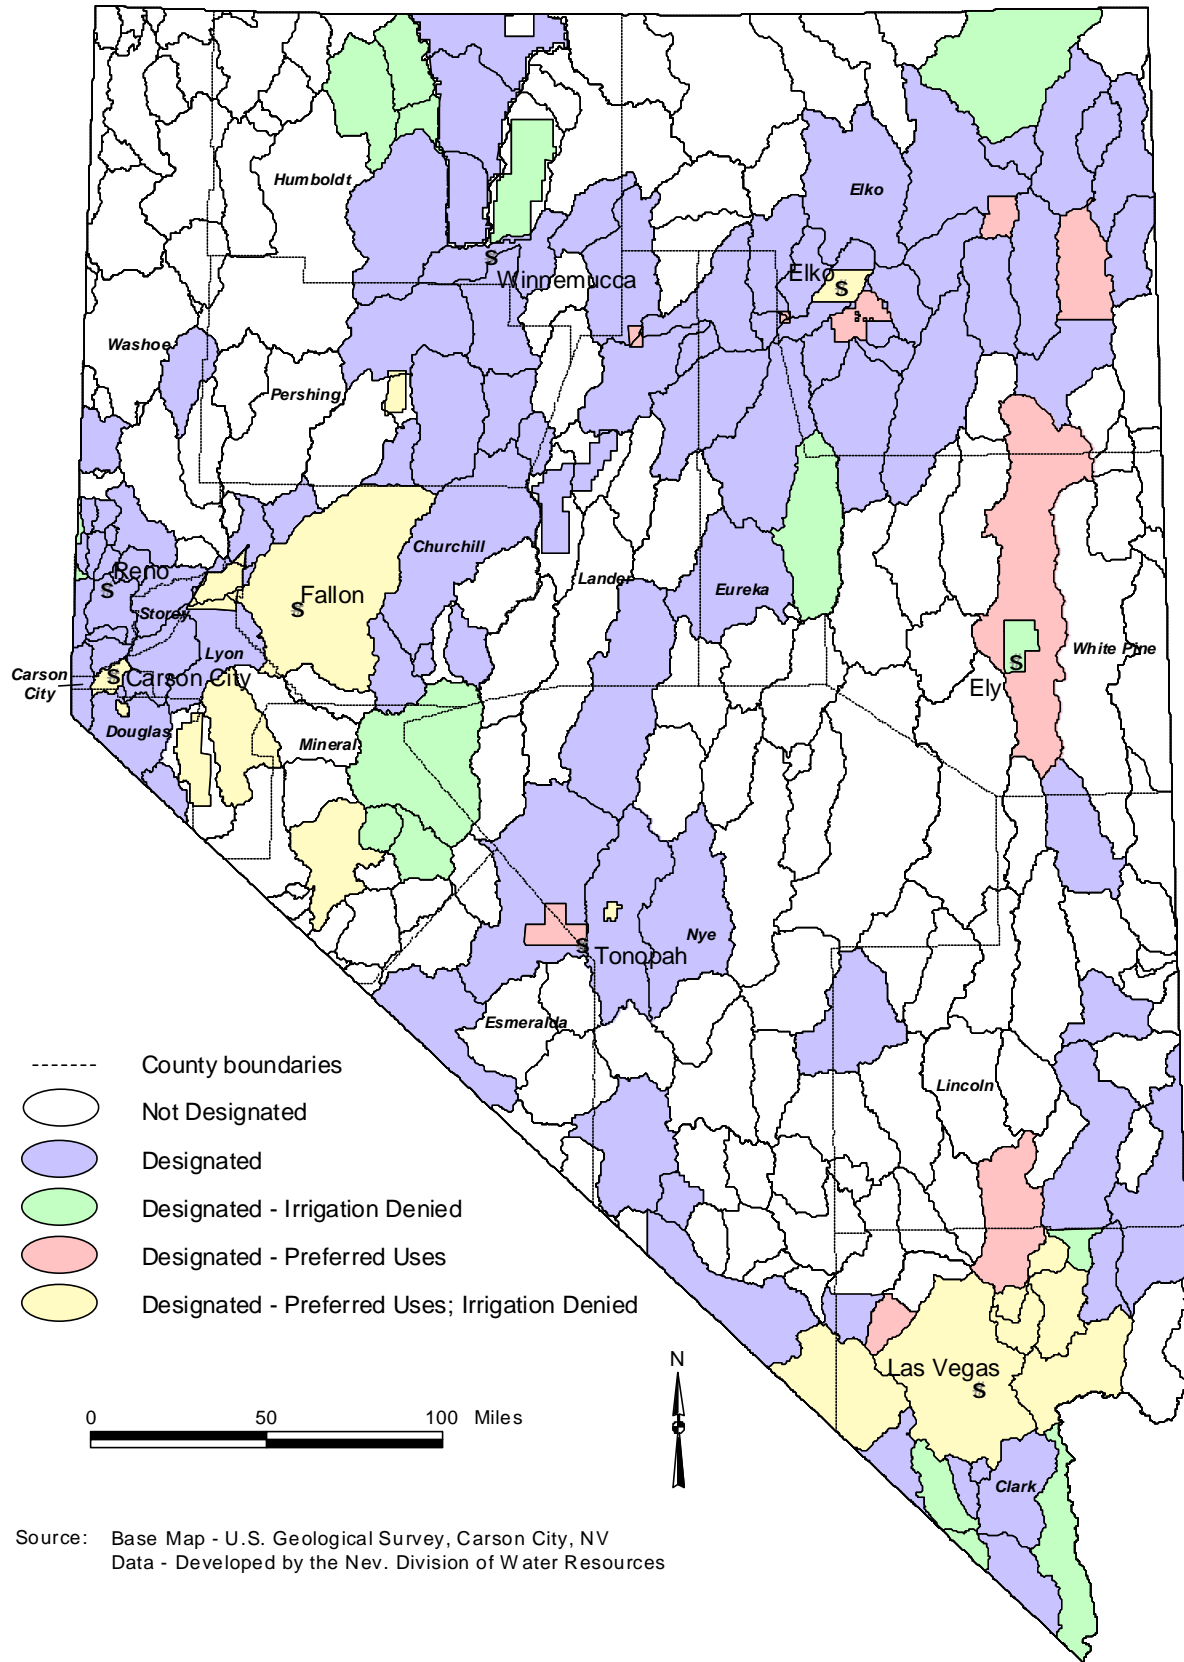 Humboldt
Elko
Winnemucca
Elko
Washoe
Pershing
Churchill
Lander
Eureka
Reno
Fallon
Storey
Lyon
White Pine
Carson
City
Carson City
Ely
Douglas
Mineral
Nye
Tonopah
Esmeralda
Lincoln
County boundaries
Not Designated
Designated
Designated - Irrigation Denied
Designated - Preferred Uses
Designated - Preferred Uses; Irrigation Denied
Las Vegas
N
0 50 100 Miles
Clark
Source: Base Map - U.S. Geological Survey, Carson City, NV
Data - Developed by the Nev. Division of Water Resources